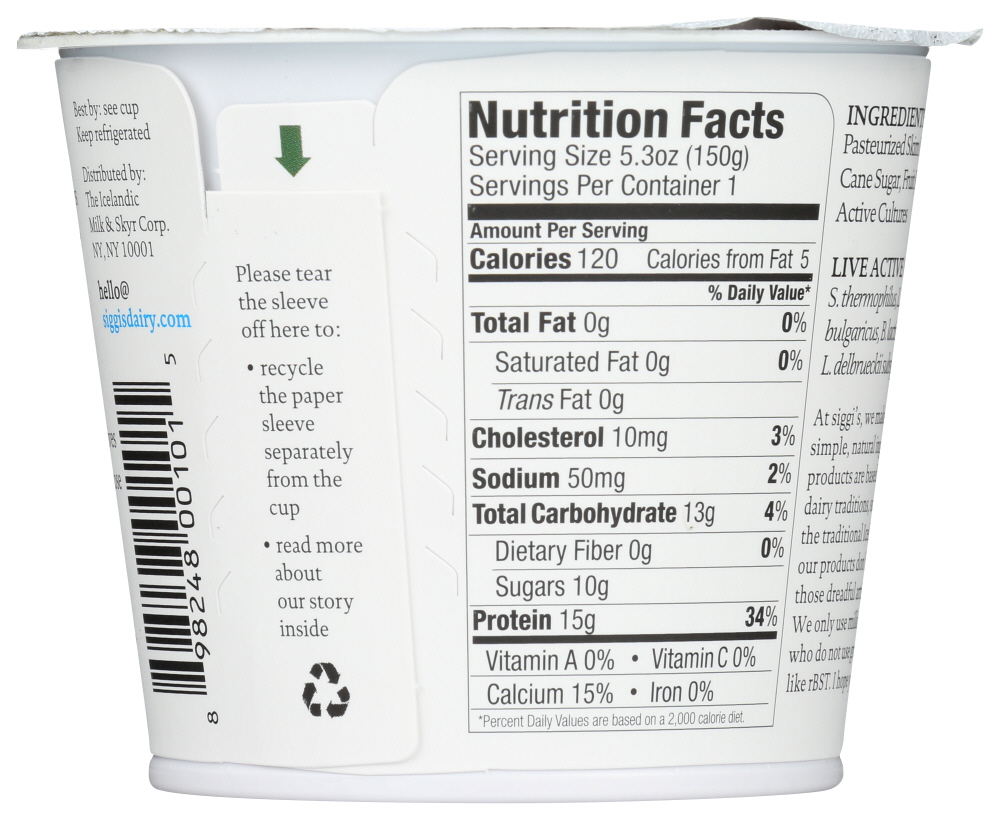 Best by: see cup
Keep refrigerated
Distributed by:
The Icelandic
Milk & Skyr Corp.
NY, NY 10001
hello@
siggisdairy.com
8 98248 00101 5
Please tear
the sleeve
off here to:
• recycle
the paper
sleeve
separately
from the
cup
• read more
about
our story
inside
Nutrition Facts
Serving Size 5.3oz (150g)
Servings Per Container 1
Amount Per Serving
Calories 120 Calories from Fat 5
% Daily Value*
Total Fat 0g 0%
Saturated Fat 0g 0%
Trans Fat 0g
Cholesterol 10mg 3%
Sodium 50mg 2%
Total Carbohydrate 13g 4%
Dietary Fiber 0g 0%
Sugars 10g
Protein 15g 34%
Vitamin A 0% • Vitamin C 0%
Calcium 15% • Iron 0%
*Percent Daily Values are based on a 2,000 calorie diet.
INGREDIENT
Pasteurized Skim
Cane Sugar,
Active Cultures
LIVE ACTIVE
S. thermophilus,
bulgaricus, B.
L. delbrueckii
At siggi's, we
simple, natural
products are
dairy traditions
the traditional
our products
those dreadful
We only use
who do not use
like rBST. I hope